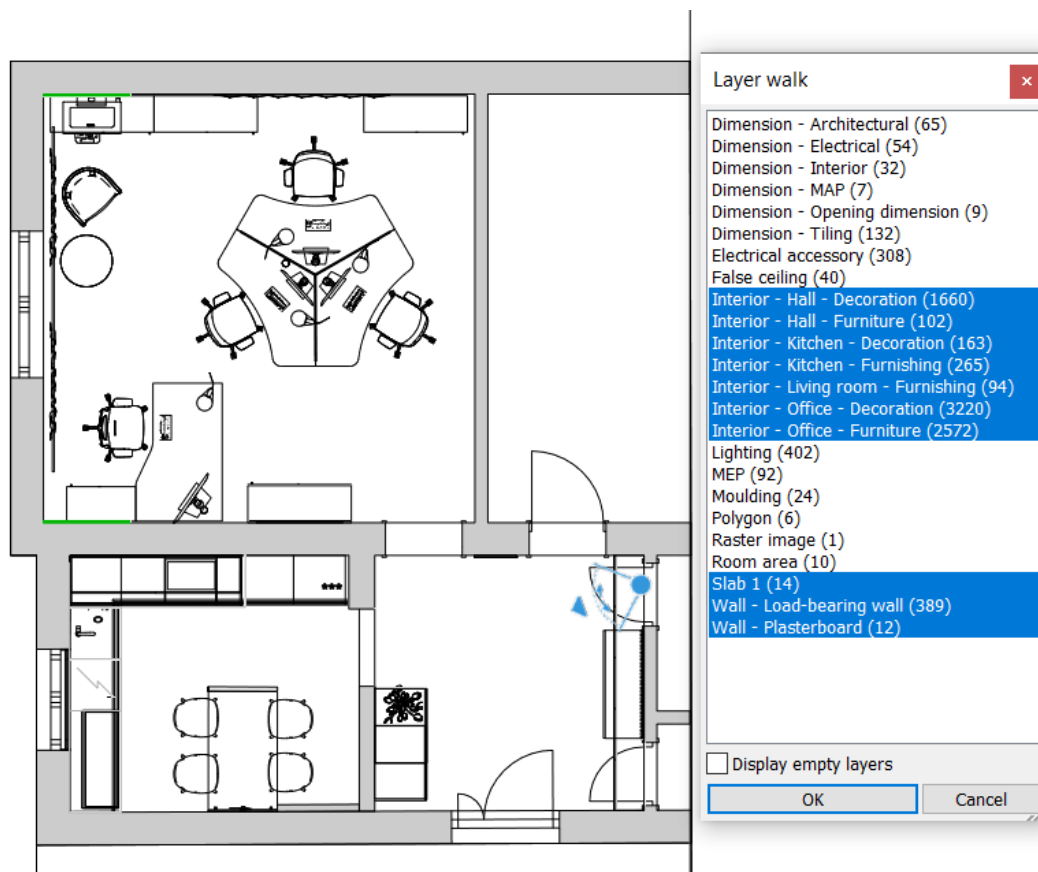 Layer walk
Dimension - Architectural (65)
Dimension - Electrical (54)
Dimension - Interior (32)
Dimension - MAP (7)
Dimension - Opening dimension (9)
Dimension - Tiling (132)
Electrical accessory (308)
False ceiling (40)
Interior - Hall - Decoration (1660)
Interior - Hall - Furniture (102)
Interior - Kitchen - Decoration (163)
Interior - Kitchen - Furnishing (265)
Interior - Living room - Furnishing (94)
Interior - Office - Decoration (3220)
Interior - Office - Furniture (2572)
Lighting (402)
MEP (92)
Moulding (24)
Polygon (6)
Raster image (1)
Room area (10)
Slab 1 (14)
Wall - Load-bearing wall (389)
Wall - Plasterboard (12)
Display empty layers
OK Cancel